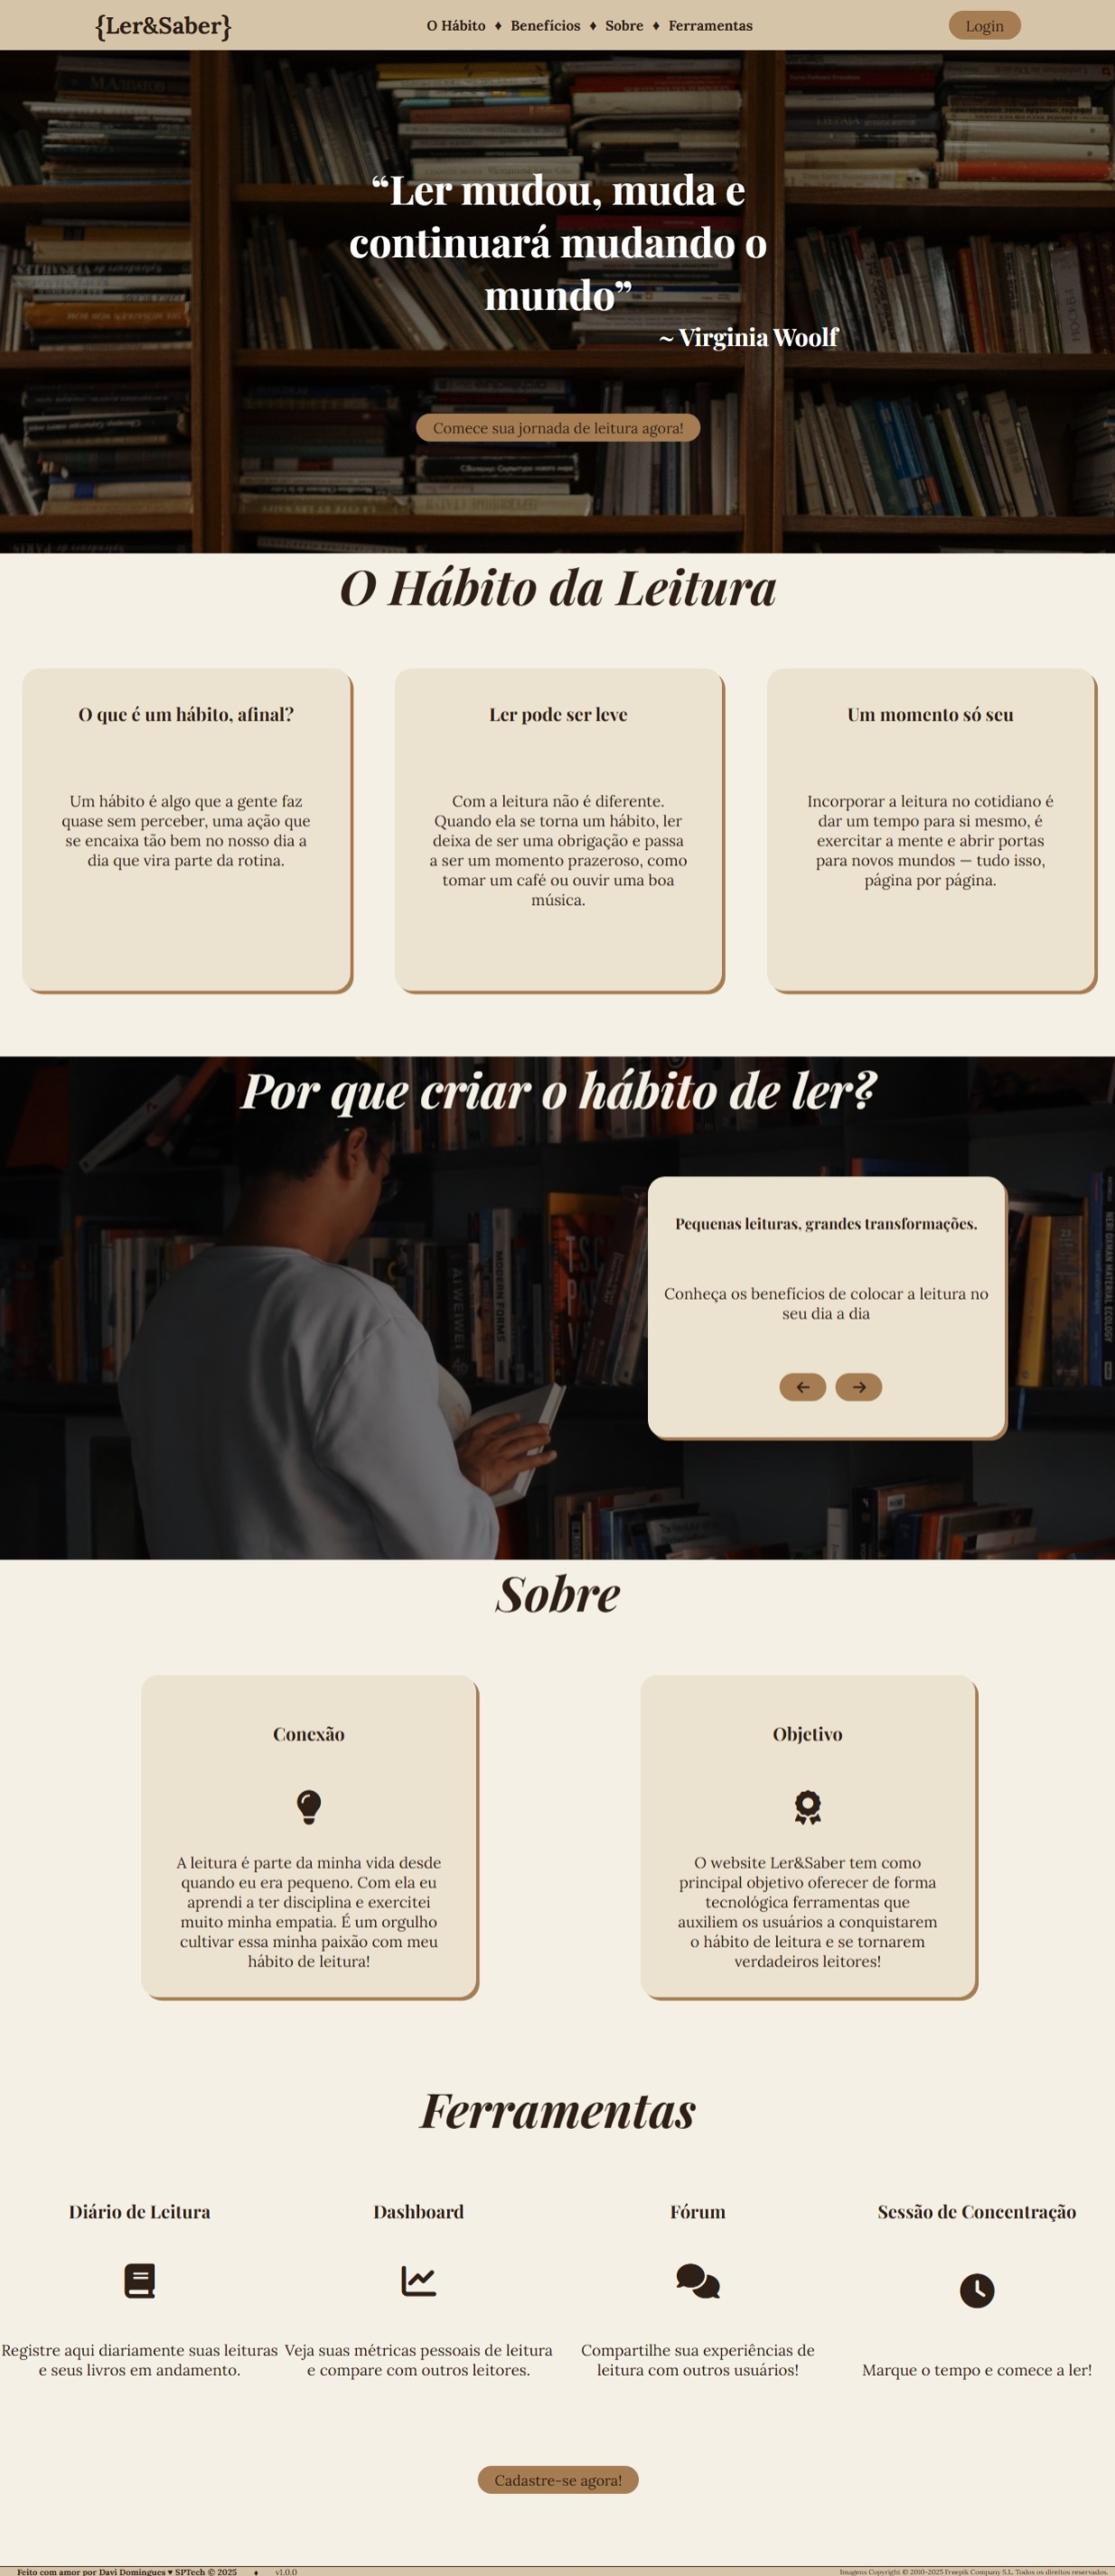 {Ler&Saber}
O Hábito ♦ Benefícios ♦ Sobre ♦ Ferramentas
Login
“Ler mudou, muda e
continuará mudando o
mundo”
~ Virginia Woolf
Comece sua jornada de leitura agora!
O Hábito da Leitura
O que é um hábito, afinal?
Um hábito é algo que a gente faz
quase sem perceber, uma ação que
se encaixa tão bem no nosso dia a
dia que vira parte da rotina.
Ler pode ser leve
Com a leitura não é diferente.
Quando ela se torna um hábito, ler
deixa de ser uma obrigação e passa
a ser um momento prazeroso, como
tomar um café ou ouvir uma boa
música.
Um momento só seu
Incorporar a leitura no cotidiano é
dar um tempo para si mesmo, é
exercitar a mente e abrir portas
para novos mundos — tudo isso,
página por página.
Por que criar o hábito de ler?
AI WEIWEI
MODERN FORMS
Pequenas leituras, grandes transformações.
Conheça os benefícios de colocar a leitura no
seu dia a dia
Sobre
Conexão
A leitura é parte da minha vida desde
quando eu era pequeno. Com ela eu
aprendi a ter disciplina e exercitei
muito minha empatia. É um orgulho
cultivar essa minha paixão com meu
hábito de leitura!
Objetivo
O website Ler&Saber tem como
principal objetivo oferecer de forma
tecnológica ferramentas que
auxiliem os usuários a conquistarem
o hábito de leitura e se tornarem
verdadeiros leitores!
Ferramentas
Diário de Leitura
Registre aqui diariamente suas leituras
e seus livros em andamento.
Dashboard
Veja suas métricas pessoais de leitura
e compare com outros leitores.
Fórum
Compartilhe sua experiências de
leitura com outros usuários!
Sessão de Concentração
Marque o tempo e comece a ler!
Cadastre-se agora!
Feito com amor por Davi Domingues ♥ SPTech © 2025 ♦ v1.0.0
Imagens Copyright © 2010-2025 Freepik Company S.L. Todos os direitos reservados.